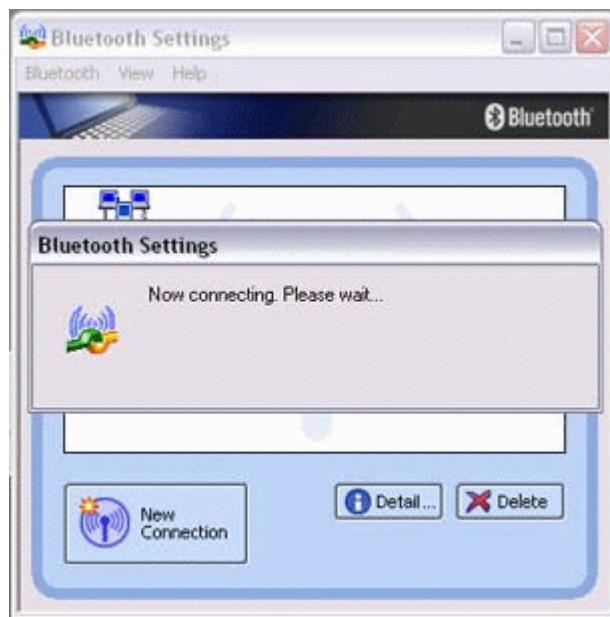 Bluetooth Settings
Bluetooth View Help
Bluetooth
Bluetooth Settings
Now connecting. Please wait...
New
Connection
Detail...
Delete